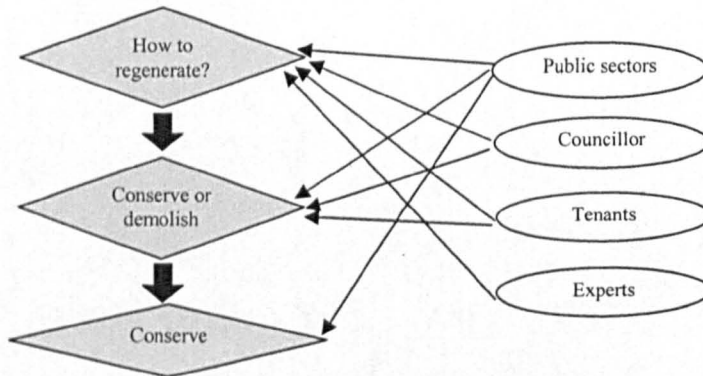 How to
regenerate?
Public sectors
Councillor
Conserve or
demolish
Tenants
Experts
Conserve